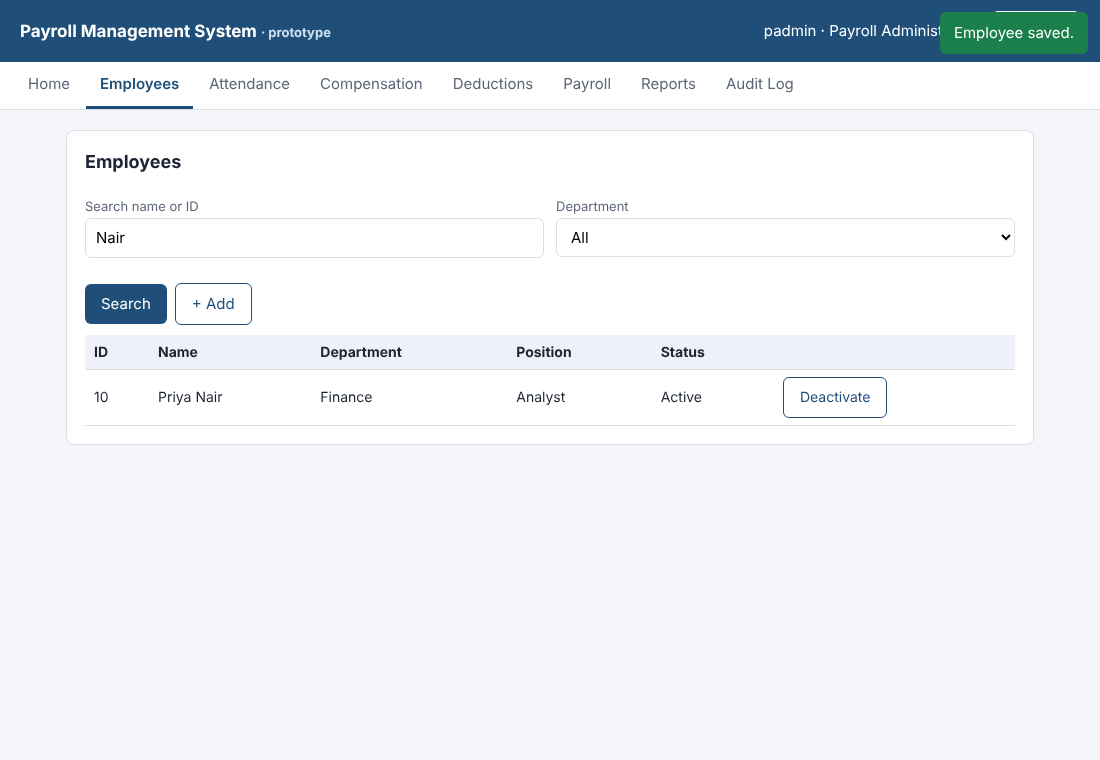 Payroll Management System · prototype
padmin · Payroll Administ
Employee saved.
Home Employees Attendance Compensation Deductions Payroll Reports Audit Log
Employees
Search name or ID Department
Nair All
Search + Add
ID Name Department Position Status
10 Priya Nair Finance Analyst Active Deactivate